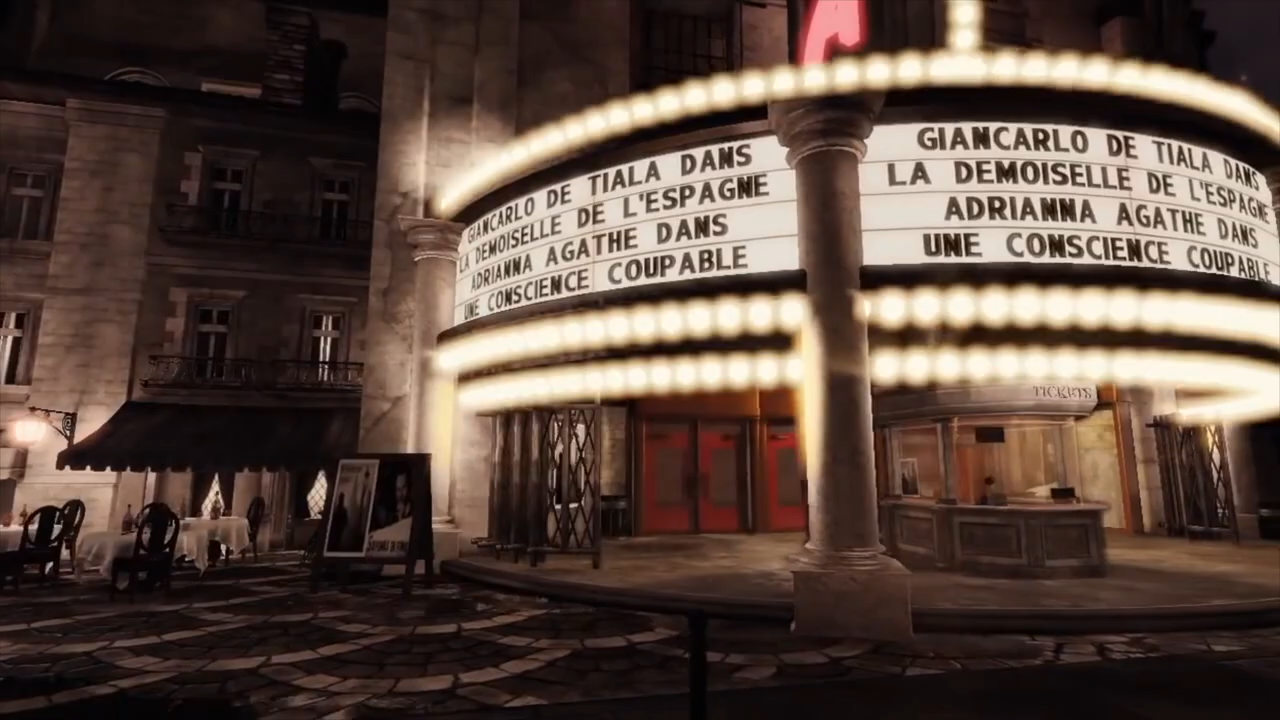 GIANCARLO DE TIALA DANS
LA DEMOISELLE DE L'ESPAGNE
ADRIANNA AGATHE DANS
UNE CONSCIENCE COUPABLE
GIANCARLO DE TIALA DANS
LA DEMOISELLE DE L'ESPAGNE
ADRIANNA AGATHE DANS
UNE CONSCIENCE COUPABLE
TICKETS